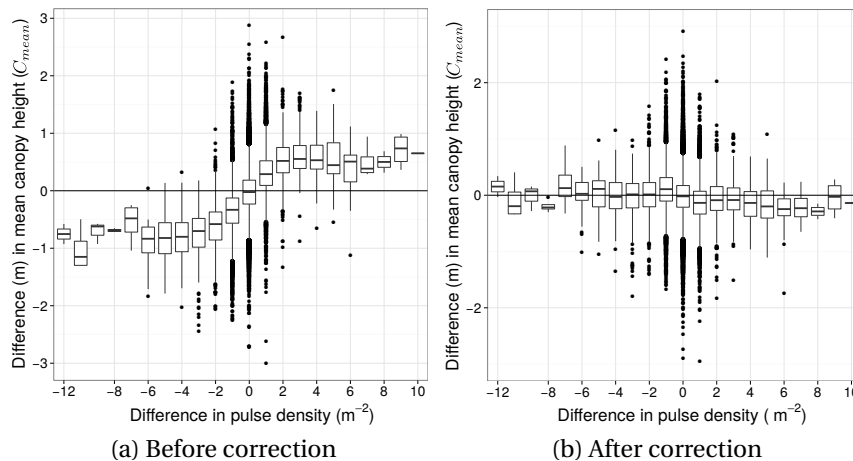 Difference (m) in mean canopy height (C_mean)
3
2
1
0
−1
−2
−3
−12 −8 −6 −4 −2 0 2 4 6 8 10
Difference in pulse density (m⁻²)
(a) Before correction
Difference (m) in mean canopy height (C_mean)
2
0
−2
−12 −8 −6 −4 −2 0 2 4 6 8 10
Difference in pulse density ( m⁻²)
(b) After correction